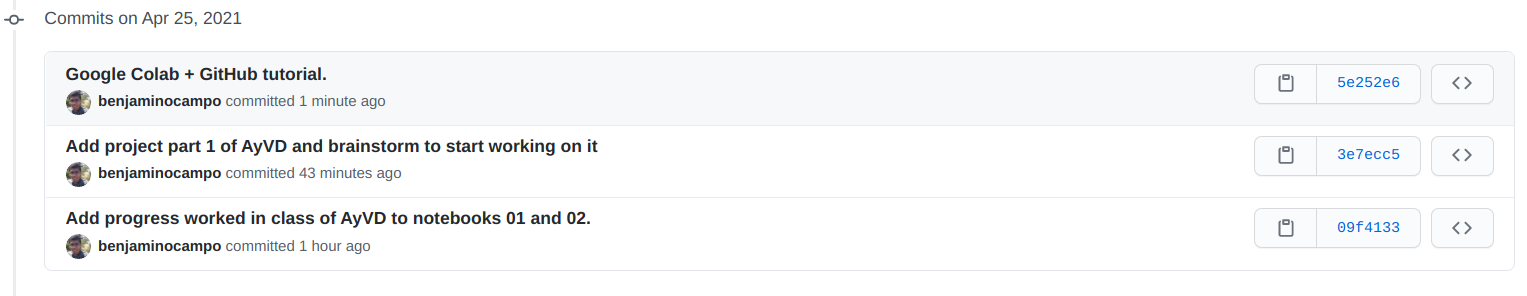 Commits on Apr 25, 2021
Google Colab + GitHub tutorial.
benjaminocampo committed 1 minute ago
5e252e6
Add project part 1 of AyVD and brainstorm to start working on it
benjaminocampo committed 43 minutes ago
3e7ecc5
Add progress worked in class of AyVD to notebooks 01 and 02.
benjaminocampo committed 1 hour ago
09f4133